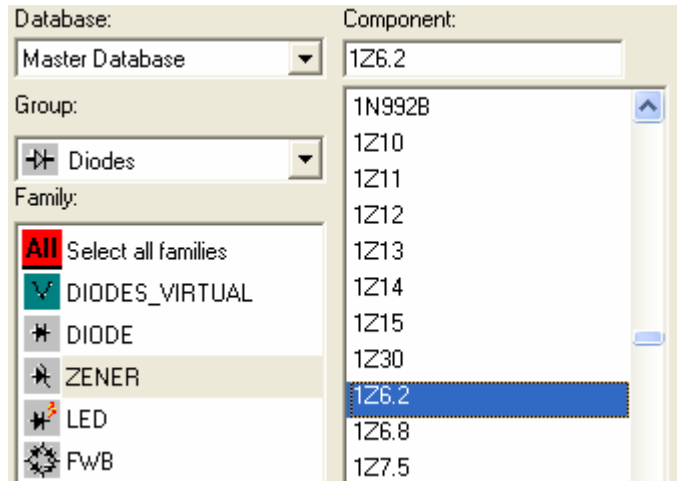 Database:
Master Database
Group:
Diodes
Family:
All Select all families
DIODES_VIRTUAL
DIODE
ZENER
LED
FWB
Component:
1Z6.2
1N992B
1Z10
1Z11
1Z12
1Z13
1Z14
1Z15
1Z30
1Z6.2
1Z6.8
1Z7.5